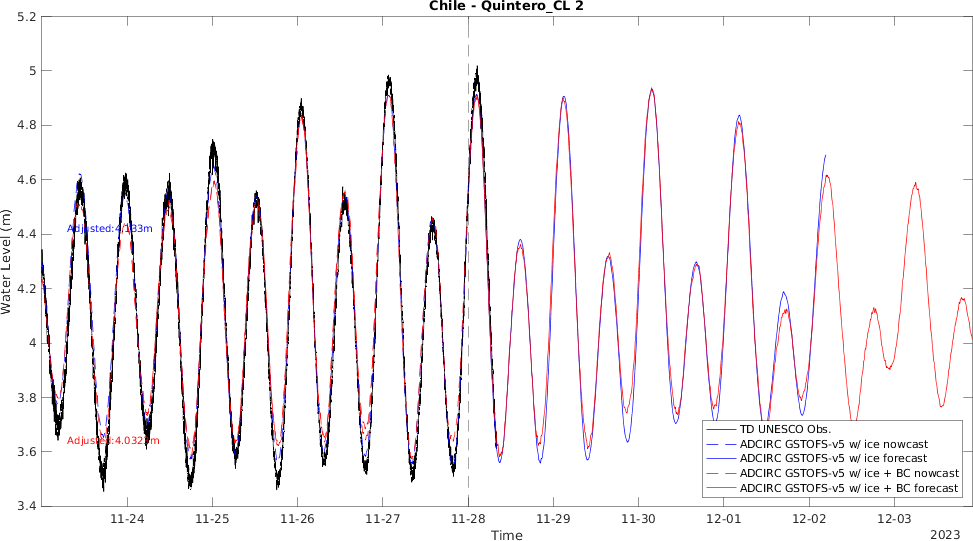 Chile - Quintero_CL 2
5.2
5
4.8
4.6
4.4
4.2
4
3.8
3.6
3.4
Water Level (m)
Adjusted:4.133m
Adjusted:4.0323m
TD UNESCO Obs.
ADCIRC GSTOFS-v5 w/ ice nowcast
ADCIRC GSTOFS-v5 w/ ice forecast
ADCIRC GSTOFS-v5 w/ ice + BC nowcast
ADCIRC GSTOFS-v5 w/ ice + BC forecast
11-24 11-25 11-26 11-27 11-28 11-29 11-30 12-01 12-02 12-03
Time
2023